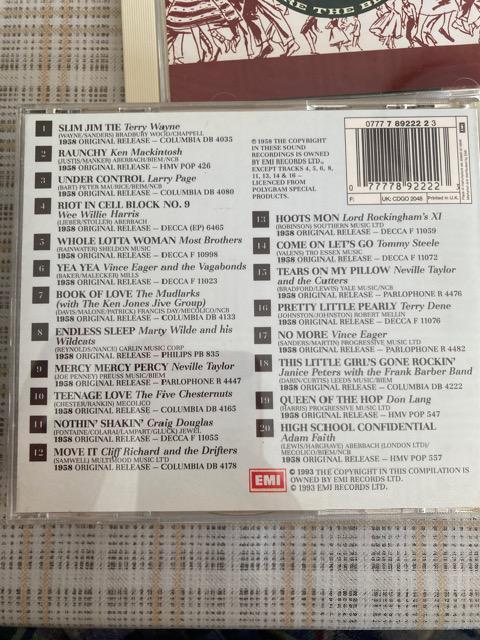 ARE THE B
1 SLIM JIM TIE Terry Wayne
(WAYNE/SANDERS) BRADBURY WOOD/CHAPPELL
1958 ORIGINAL RELEASE — COLUMBIA DB 4035
2 RAUNCHY Ken Mackintosh
(JUSTIS/MANKER) ABERBACH/BIEM/NCB
1958 ORIGINAL RELEASE — HMV POP 426
3 UNDER CONTROL Larry Page
(BART) PETER MAURICE/BEIM/NCB
1958 ORIGINAL RELEASE — COLUMBIA DB 4080
4 RIOT IN CELL BLOCK NO. 9
Wee Willie Harris
(LIEBER/STOLLER) ABERBACH
1958 ORIGINAL RELEASE — DECCA (EP) 6465
5 WHOLE LOTTA WOMAN Most Brothers
(RAINWATER) SHELDON MUSIC
1958 ORIGINAL RELEASE — DECCA F 10998
6 YEA YEA Vince Eager and the Vagabonds
(BAKER/MALECKER) MILLS
1958 ORIGINAL RELEASE — DECCA F 11023
7 BOOK OF LOVE The Mudlarks
(with The Ken Jones Jive Group)
(DAVIS/MALONE/PATRICK) FRANCIS DAY/MECOLICO/NCB
1958 ORIGINAL RELEASE — COLUMBIA DB 4133
8 ENDLESS SLEEP Marty Wilde and his
Wildcats
(REYNOLDS/NANCE) CARLIN MUSIC CORP
1958 ORIGINAL RELEASE — PHILIPS PB 835
9 MERCY MERCY PERCY Neville Taylor
(JOE PENNEY) PREUSS MUSIC/BIEM
1958 ORIGINAL RELEASE — PARLOPHONE R 4447
10 TEENAGE LOVE The Five Chesternuts
(CHESTER/RANKINE) MECOLICO
1958 ORIGINAL RELEASE — COLUMBIA DB 4165
11 NOTHIN' SHAKIN' Craig Douglas
(FONTAINE/COLARAI/LAMPART/GLUCK) JEWEL
1958 ORIGINAL RELEASE — DECCA F 11055
12 MOVE IT Cliff Richard and the Drifters
(SAMWELL) MULTIMOOD MUSIC LTD
1958 ORIGINAL RELEASE — COLUMBIA DB 4178
℗ 1958 THE COPYRIGHT
IN THESE SOUND
RECORDINGS IS OWNED
BY EMI RECORDS LTD.,
EXCEPT TRACKS 4, 5, 6,
8, 11, 13, 14 & 16 —
LICENCED FROM
POLYGRAM SPECIAL
PRODUCTS.
0777 7 89222 2 3
0 77778 92222
F: UK: CDGO 2048 Printed in U.K.
EMI
13 HOOTS MON Lord Rockingham's XI
(ROBINSON) SOUTHERN MUSIC LTD
1958 ORIGINAL RELEASE — DECCA F 11059
14 COME ON LET'S GO Tommy Steele
(VALENS) TRO ESSEX MUSIC
1958 ORIGINAL RELEASE — DECCA F 11072
15 TEARS ON MY PILLOW Neville Taylor
and the Cutters
(BRADFORD/LEWIS) YALE MUSIC/NCB
1958 ORIGINAL RELEASE — PARLOPHONE R 4476
16 PRETTY LITTLE PEARLY Terry Dene
(JOHNSTON/JOHNSTON) ROBERT MELLIN
1958 ORIGINAL RELEASE — DECCA F 11076
17 NO MORE Vince Eager
(SANDERS/MARTIN) PROGRESSIVE MUSIC LTD
1958 ORIGINAL RELEASE — PARLOPHONE R 4482
18 THIS LITTLE GIRL'S GONE ROCKIN'
Janice Peters with the Frank Barber Band
(DARIN/CURTIS) LEEDS MUSIC/BIEM
1958 ORIGINAL RELEASE — COLUMBIA DB 4222
19 QUEEN OF THE HOP Don Lang
(HARRIS) PROGRESSIVE MUSIC LTD
1958 ORIGINAL RELEASE — HMV POP 547
20 HIGH SCHOOL CONFIDENTIAL
Adam Faith
(LEWIS/HARGRAVE) ABERBACH (LONDON LTD)/
MECOLICO/BIEM/NCB
1958 ORIGINAL RELEASE — HMV POP 557
EMI
℗ 1993 THE COPYRIGHT IN THIS COMPILATION IS
OWNED BY EMI RECORDS LTD.
© 1993 EMI RECORDS LTD.